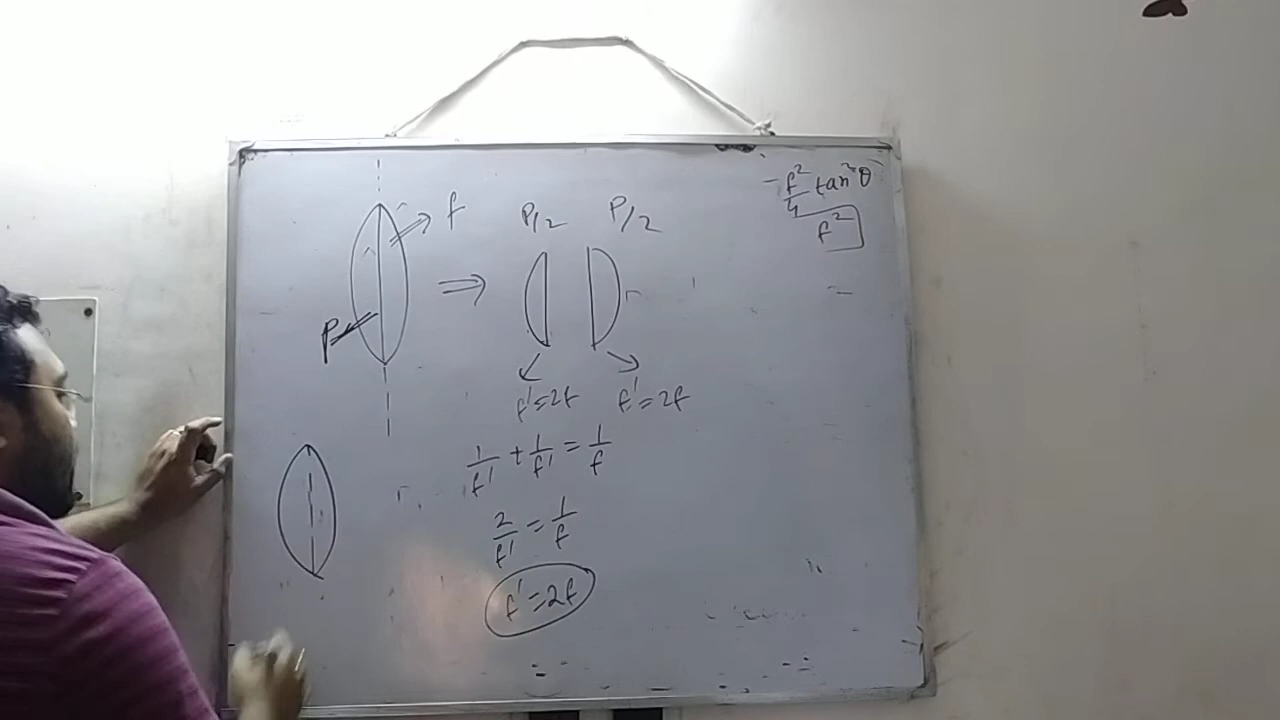 f
P/2 P/2
P
f' = 2f f' = 2f
1/f' + 1/f' = 1/f
2/f' = 1/f
f' = 2f
- f²/4 tan²θ
f²